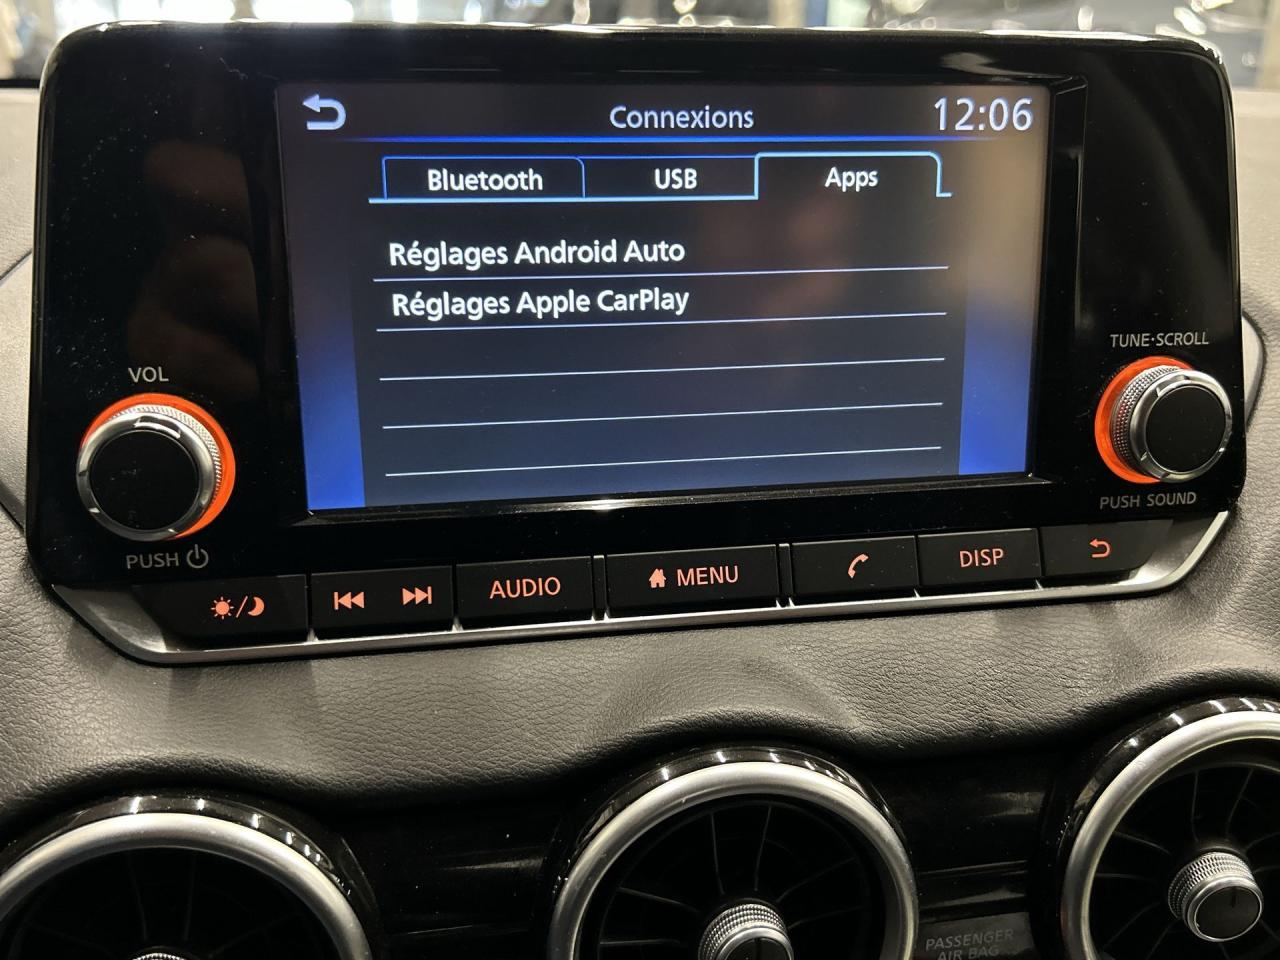 Connexions 12:06
Bluetooth USB Apps
Réglages Android Auto
Réglages Apple CarPlay
VOL
TUNE·SCROLL
PUSH
PUSH SOUND
AUDIO MENU DISP
PASSENGER
AIR BAG